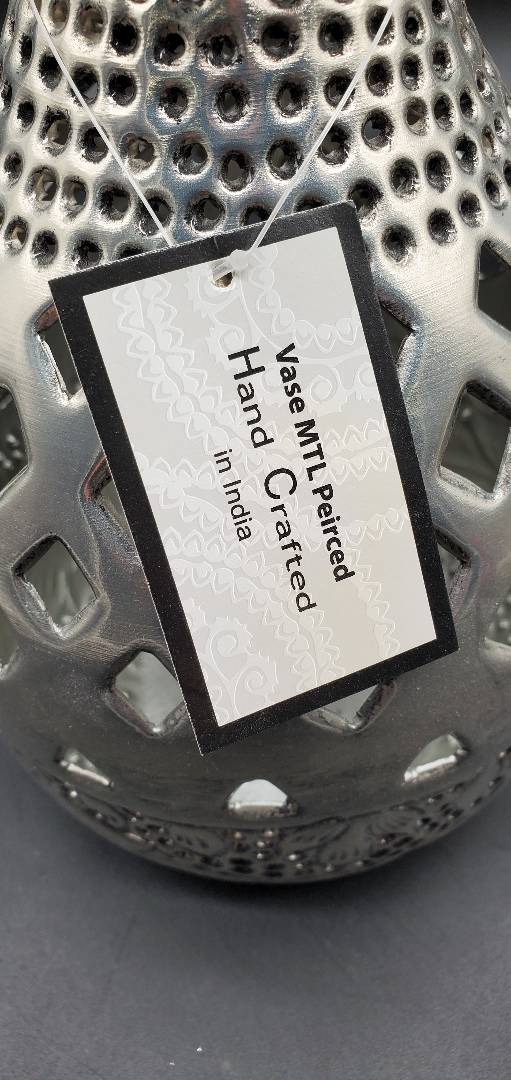 Vase MTL Peirced
Hand Crafted
in India